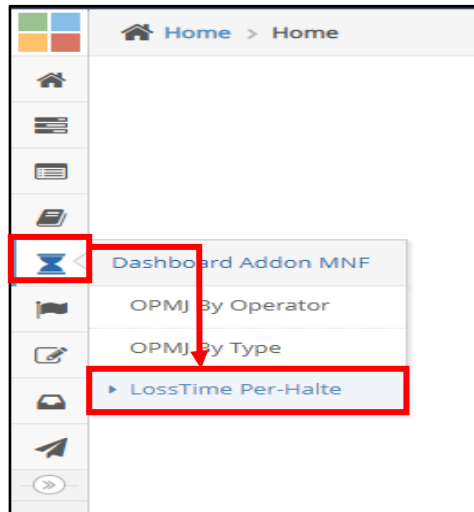 Home > Home
Dashboard Addon MNF
OPMJ By Operator
OPMJ By Type
LossTime Per-Halte